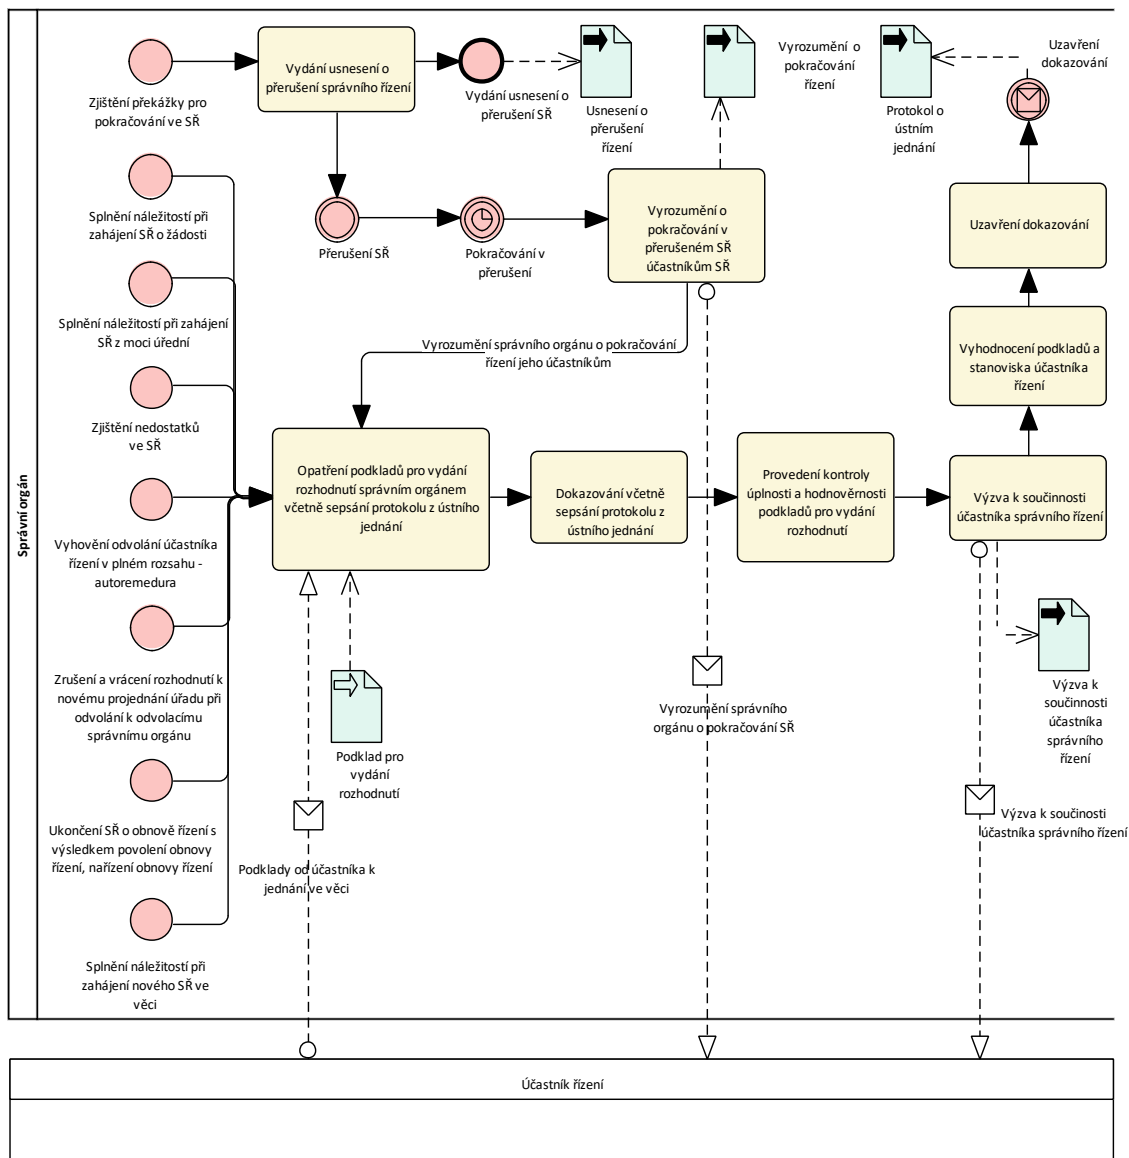 Správní orgán
Zjištění překážky pro
pokračování ve SŘ
Vydání usnesení o
přerušení správního řízení
Vydání usnesení o
přerušení SŘ
Usnesení o
přerušení
řízení
Vyrozumění o
pokračování
řízení
Protokol o
ústním
jednání
Uzavření
dokazování
Splnění náležitostí při
zahájení SŘ o žádosti
Přerušení SŘ
Pokračování v
přerušení
Vyrozumění o
pokračování v
přerušeném SŘ
účastníkům SŘ
Uzavření dokazování
Splnění náležitostí při zahájení
SŘ z moci úřední
Vyrozumění správního orgánu o pokračování
řízení jeho účastníkům
Vyhodnocení podkladů a
stanoviska účastníka
řízení
Zjištění nedostatků
ve SŘ
Opatření podkladů pro vydání
rozhodnutí správním orgánem
včetně sepsání protokolu z ústního
jednání
Dokazování včetně
sepsání protokolu z
ústního jednání
Provedení kontroly
úplnosti a hodnověrnosti
podkladů pro vydání
rozhodnutí
Výzva k součinnosti
účastníka správního řízení
Vyhovění odvolání účastníka
řízení v plném rozsahu -
autoremedura
Zrušení a vrácení rozhodnutí k
novému projednání úřadu při
odvolání k odvolacímu
správnímu orgánu
Podklad pro
vydání
rozhodnutí
Vyrozumění správního
orgánu o pokračování SŘ
Výzva k
součinnosti
účastníka
správního
řízení
Ukončení SŘ o obnově řízení s
výsledkem povolení obnovy
řízení, nařízení obnovy řízení
Podklady od účastníka k
jednání ve věci
Výzva k součinosti
účastníka správního řízení
Splnění náležitostí při
zahájení nového SŘ ve
věci
Účastník řízení